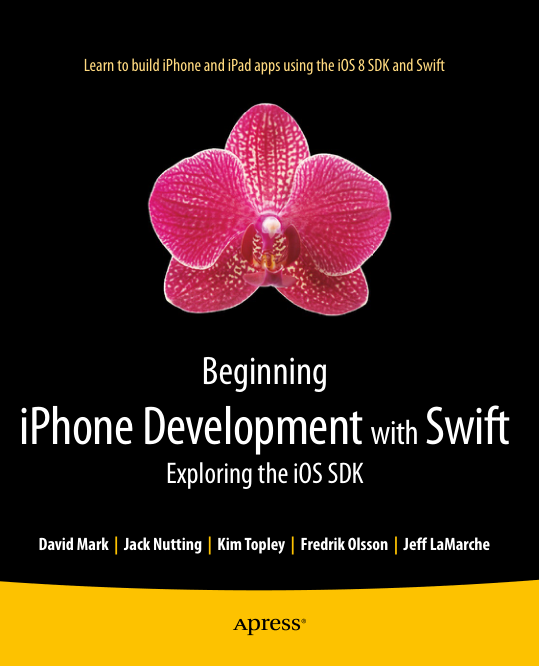 Learn to build iPhone and iPad apps using the iOS 8 SDK and Swift
Beginning
iPhone Development with Swift
Exploring the iOS SDK
David Mark | Jack Nutting | Kim Topley | Fredrik Olsson | Jeff LaMarche
Apress®